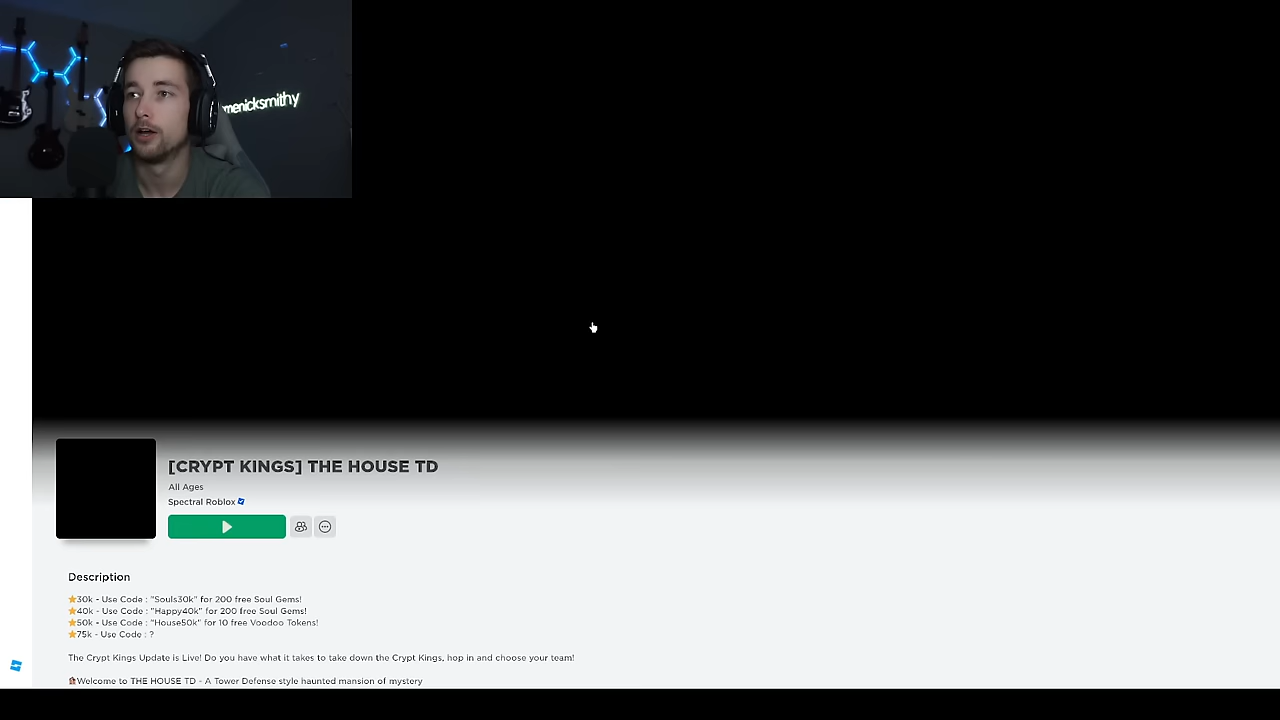 menicksmithy
[CRYPT KINGS] THE HOUSE TD
All Ages
Spectral Roblox
Description
⭐30k - Use Code : "Souls30k" for 200 free Soul Gems!
⭐40k - Use Code : "Happy40k" for 200 free Soul Gems!
⭐50k - Use Code : "House50k" for 10 free Voodoo Tokens!
⭐75k - Use Code : ?
The Crypt Kings Update is Live! Do you have what it takes to take down the Crypt Kings, hop in and choose your team!
🏚Welcome to THE HOUSE TD - A Tower Defense style haunted mansion of mystery